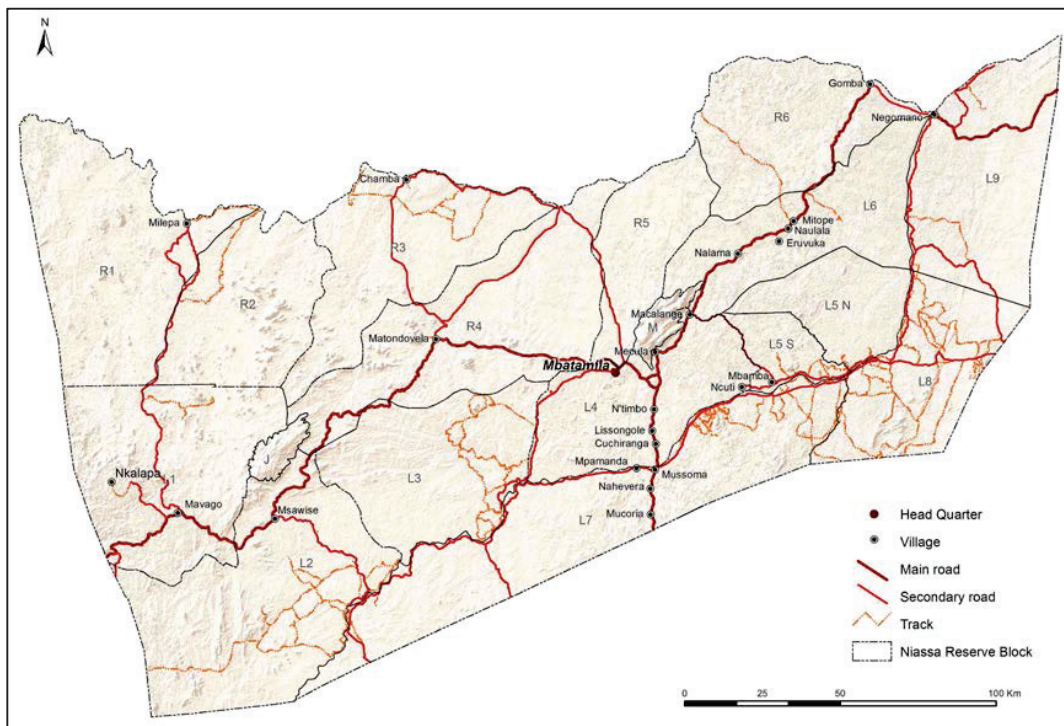 N
Gomba
Negomano
R6
L9
Chamba
Mitope
L6
Naulala
R5
Eruvuka
Milepa
R3
Nalama
R1
R2
L5 N
Macalange
M
R4
Matondovela
L5 S
Mecula
Mbatamila
Mbamba
Ncuti
L8
L4
N'timbo
Lissongole
Cuchiranga
J
Mpamanda
Mussoma
L3
Nkalapa
L1
Nahevera
Mavago
Msawise
Mucoria
L7
L2
Head Quarter
Village
Main road
Secondary road
Track
Niassa Reserve Block
0 25 50 100 Km